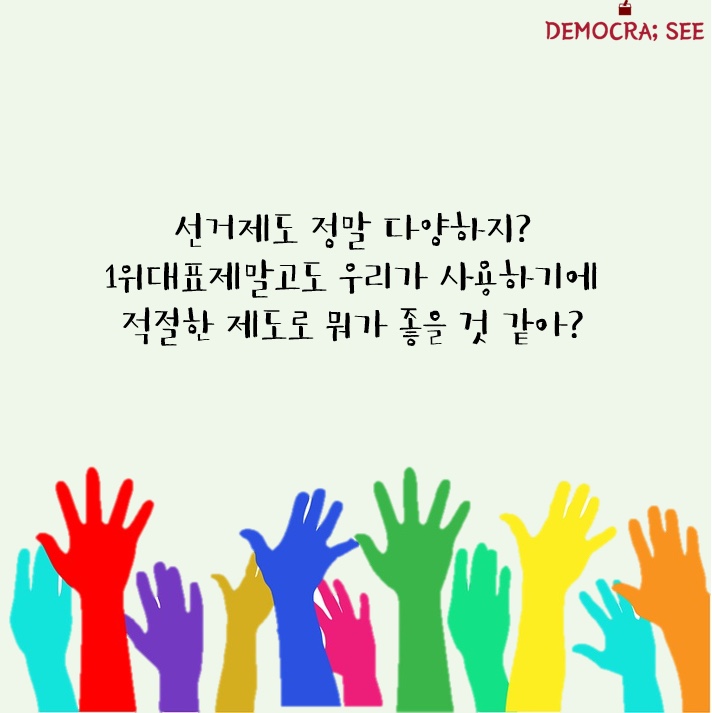 DEMOCRA; SEE
선거제도 정말 다양하지?
1위대표제말고도 우리가 사용하기에
적절한 제도로 뭐가 좋을 것 같아?